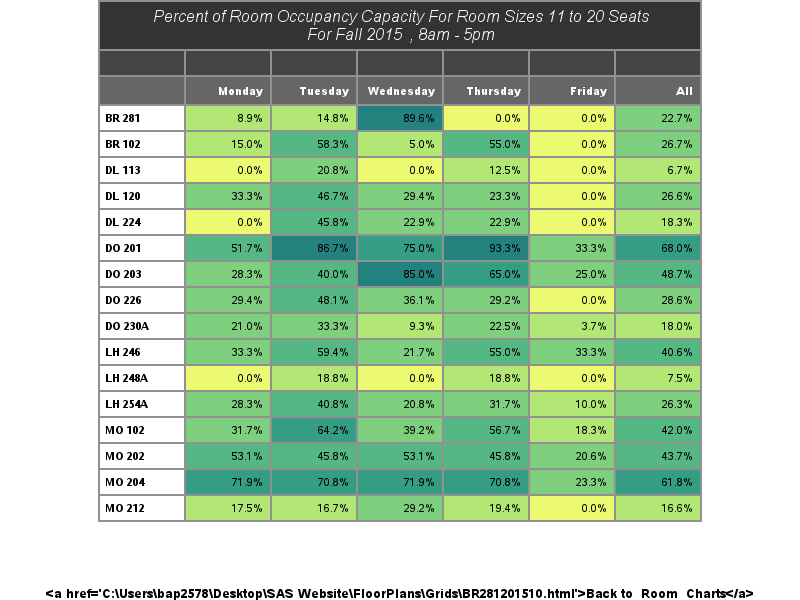 Percent of Room Occupancy Capacity For Room Sizes 11 to 20 Seats
For Fall 2015 , 8am - 5pm
Monday Tuesday Wednesday Thursday Friday All
BR 281 8.9% 14.8% 89.6% 0.0% 0.0% 22.7%
BR 102 15.0% 58.3% 5.0% 55.0% 0.0% 26.7%
DL 113 0.0% 20.8% 0.0% 12.5% 0.0% 6.7%
DL 120 33.3% 46.7% 29.4% 23.3% 0.0% 26.6%
DL 224 0.0% 45.8% 22.9% 22.9% 0.0% 18.3%
DO 201 51.7% 86.7% 75.0% 93.3% 33.3% 68.0%
DO 203 28.3% 40.0% 85.0% 65.0% 25.0% 48.7%
DO 226 29.4% 48.1% 36.1% 29.2% 0.0% 28.6%
DO 230A 21.0% 33.3% 9.3% 22.5% 3.7% 18.0%
LH 246 33.3% 59.4% 21.7% 55.0% 33.3% 40.6%
LH 248A 0.0% 18.8% 0.0% 18.8% 0.0% 7.5%
LH 254A 28.3% 40.8% 20.8% 31.7% 10.0% 26.3%
MO 102 31.7% 64.2% 39.2% 56.7% 18.3% 42.0%
MO 202 53.1% 45.8% 53.1% 45.8% 20.6% 43.7%
MO 204 71.9% 70.8% 71.9% 70.8% 23.3% 61.8%
MO 212 17.5% 16.7% 29.2% 19.4% 0.0% 16.6%
<a href='C:\Users\bap2578\Desktop\SAS Website\FloorPlans\Grids\BR281201510.html'>Back to Room Charts</a>